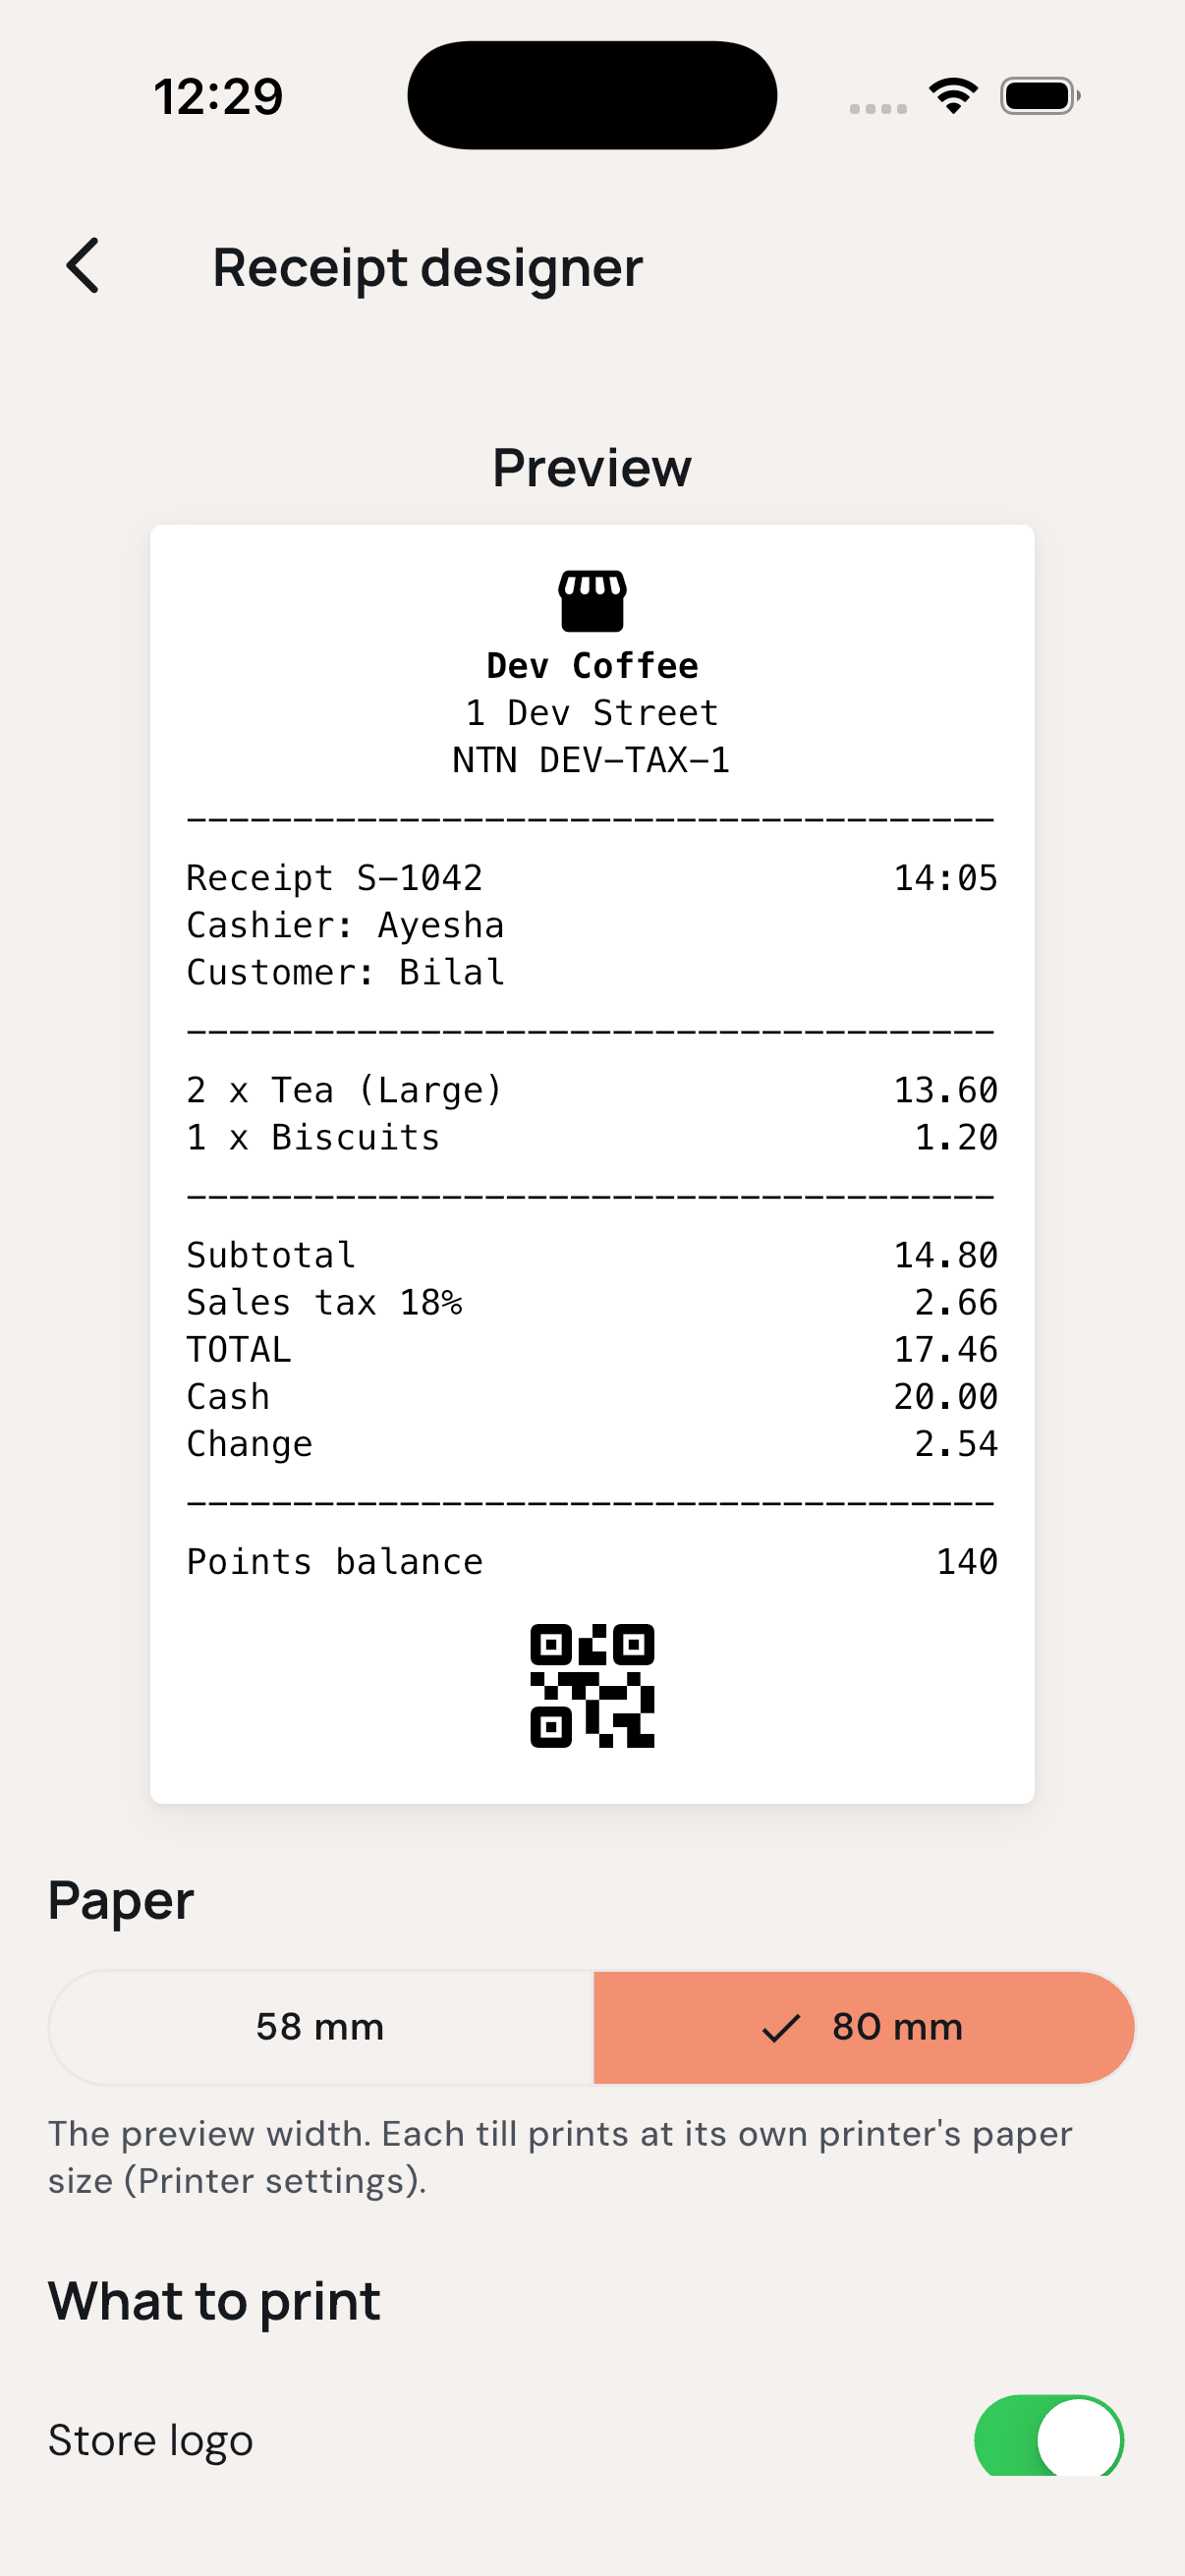 12:29
Receipt designer
Preview
Dev Coffee
1 Dev Street
NTN DEV-TAX-1
--------------------------------------
Receipt S-1042 14:05
Cashier: Ayesha
Customer: Bilal
--------------------------------------
2 x Tea (Large) 13.60
1 x Biscuits 1.20
--------------------------------------
Subtotal 14.80
Sales tax 18% 2.66
TOTAL 17.46
Cash 20.00
Change 2.54
--------------------------------------
Points balance 140
Paper
58 mm 80 mm
The preview width. Each till prints at its own printer's paper
size (Printer settings).
What to print
Store logo